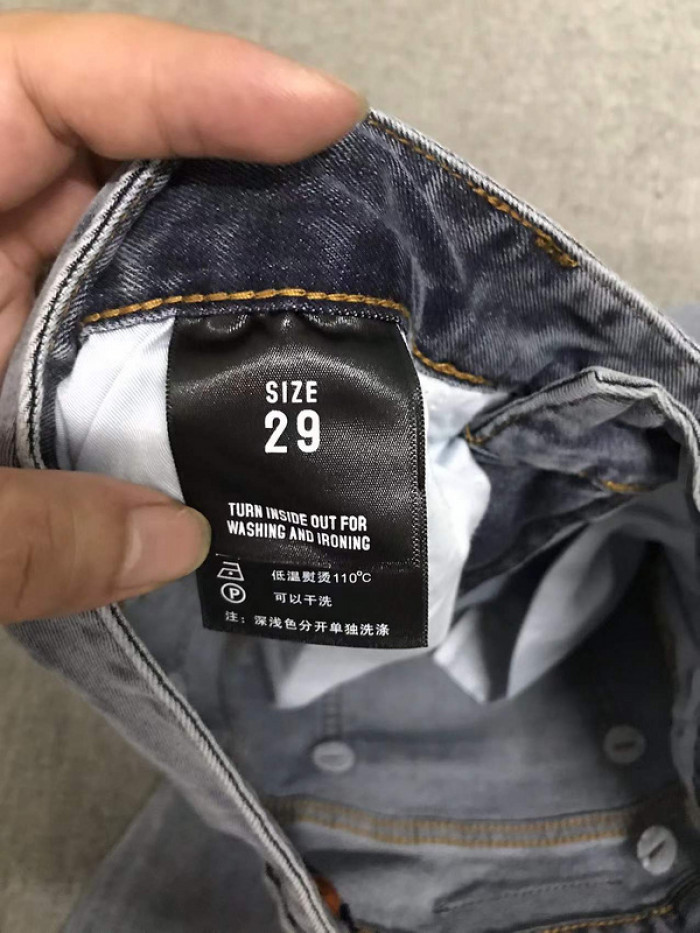 SIZE
29
TURN INSIDE OUT FOR
WASHING AND IRONING
低温熨烫110°C
P 可以干洗
注：深浅色分开单独洗涤